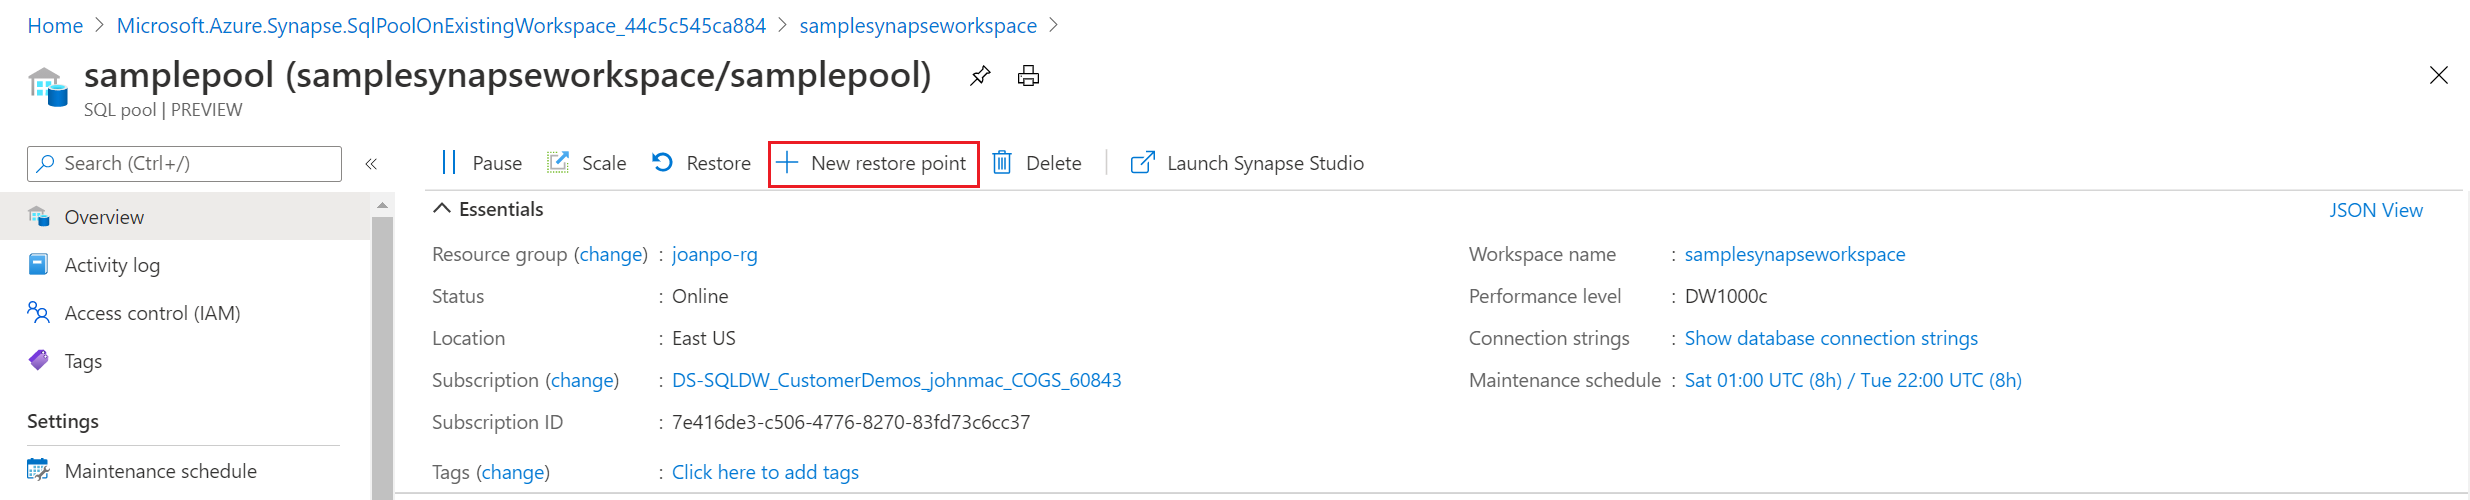 Home > Microsoft.Azure.Synapse.SqlPoolOnExistingWorkspace_44c5c545ca884 > samplesynapseworkspace >
samplepool (samplesynapseworkspace/samplepool)
SQL pool | PREVIEW
Search (Ctrl+/)
«
Pause
Scale
Restore
New restore point
Delete
Launch Synapse Studio
Overview
Activity log
Access control (IAM)
Tags
Settings
Maintenance schedule
Essentials
JSON View
Resource group (change) : joanpo-rg
Status : Online
Location : East US
Subscription (change) : DS-SQLDW_CustomerDemos_johnmac_COGS_60843
Subscription ID : 7e416de3-c506-4776-8270-83fd73c6cc37
Tags (change) : Click here to add tags
Workspace name : samplesynapseworkspace
Performance level : DW1000c
Connection strings : Show database connection strings
Maintenance schedule : Sat 01:00 UTC (8h) / Tue 22:00 UTC (8h)